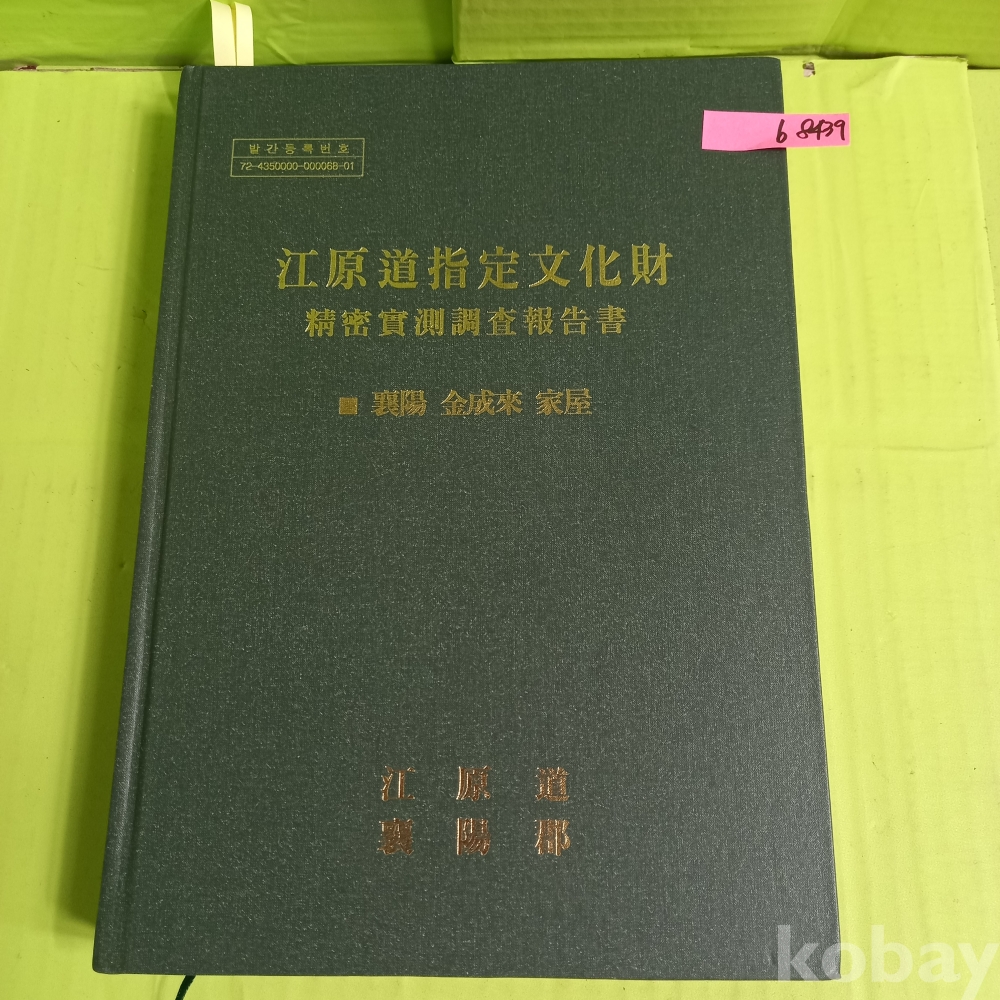 발간등록번호
72-4350000-000068-01
b 8439
江原道指定文化財
精密實測調査報告書
■ 襄陽 金成來 家屋
江原道
襄陽郡
kobay